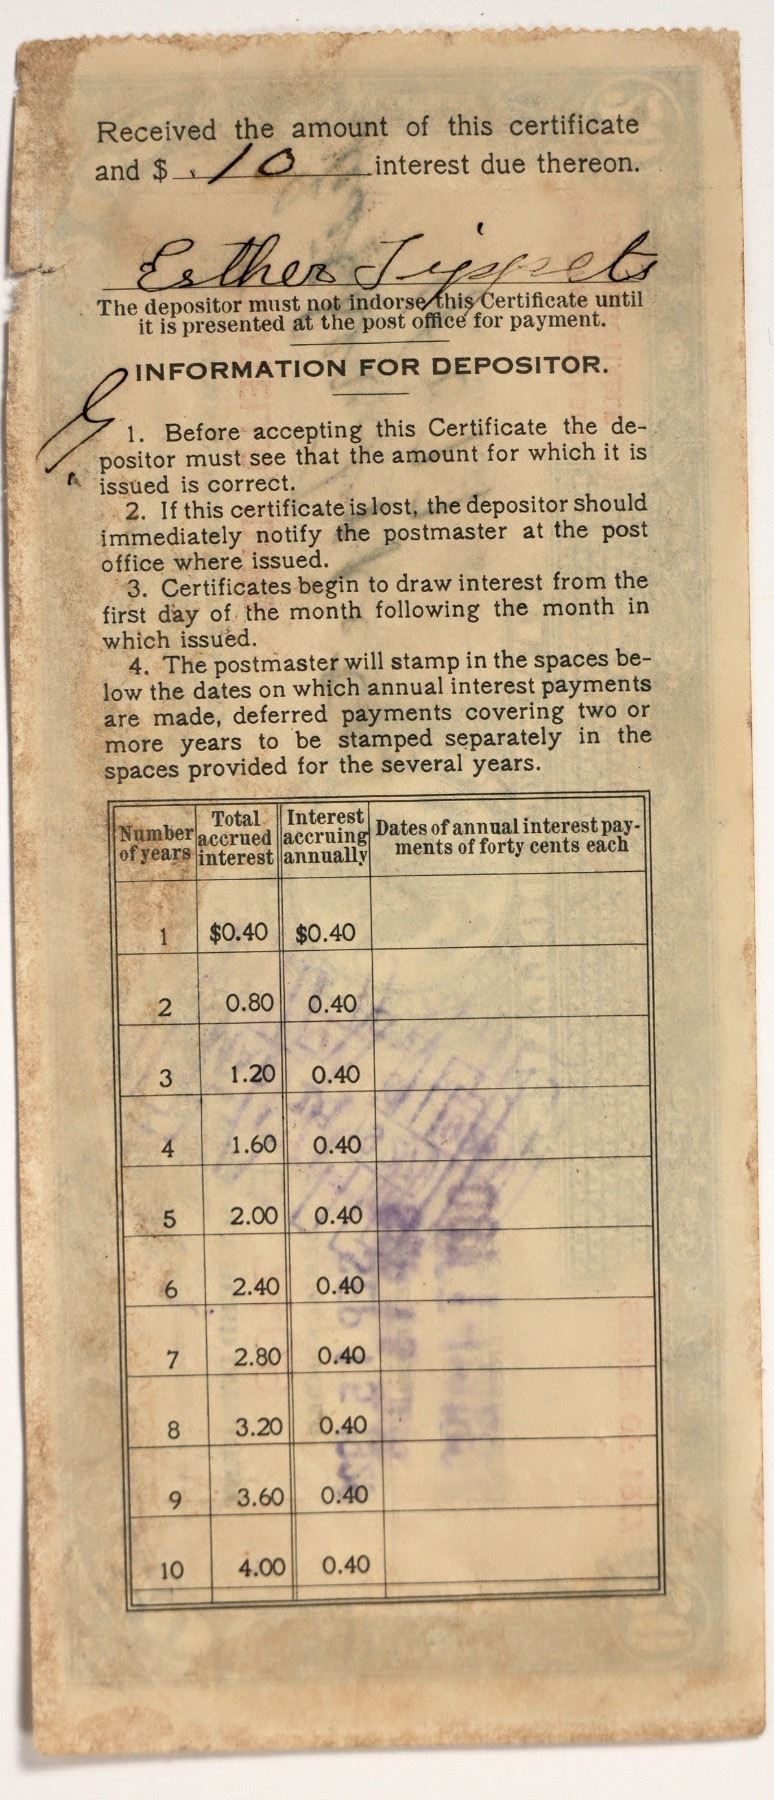 Received the amount of this certificate
and $ .10 interest due thereon.
Esther Tippets
The depositor must not indorse this Certificate until
it is presented at the post office for payment.
INFORMATION FOR DEPOSITOR.
1. Before accepting this Certificate the de-
positor must see that the amount for which it is
issued is correct.
2. If this certificate is lost, the depositor should
immediately notify the postmaster at the post
office where issued.
3. Certificates begin to draw interest from the
first day of the month following the month in
which issued.
4. The postmaster will stamp in the spaces be-
low the dates on which annual interest payments
are made, deferred payments covering two or
more years to be stamped separately in the
spaces provided for the several years.
Number of years Total accrued interest Interest accruing annually Dates of annual interest pay-
ments of forty cents each
1 $0.40 $0.40
2 0.80 0.40
3 1.20 0.40
4 1.60 0.40
5 2.00 0.40
6 2.40 0.40
7 2.80 0.40
8 3.20 0.40
9 3.60 0.40
10 4.00 0.40